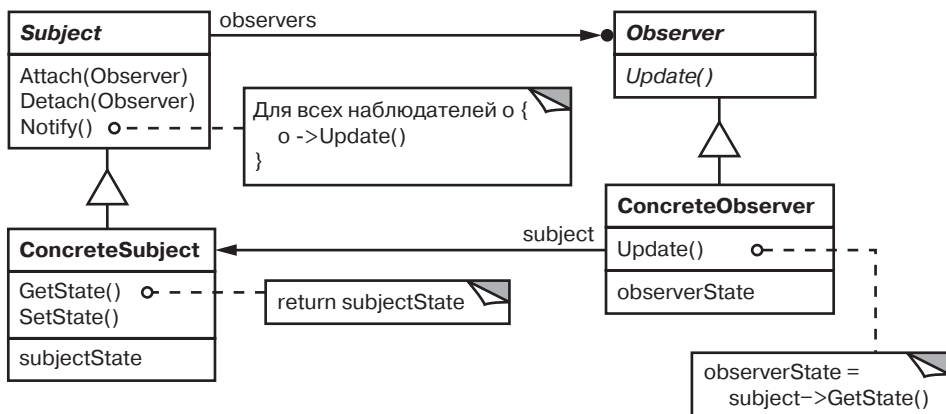 Subject
observers
Observer
Attach(Observer)
Detach(Observer)
Notify()
Update()
Для всех наблюдателей о {
о ->Update()
}
ConcreteSubject
subject
ConcreteObserver
Update()
observerState
GetState()
SetState()
return subjectState
subjectState
observerState =
subject->GetState()